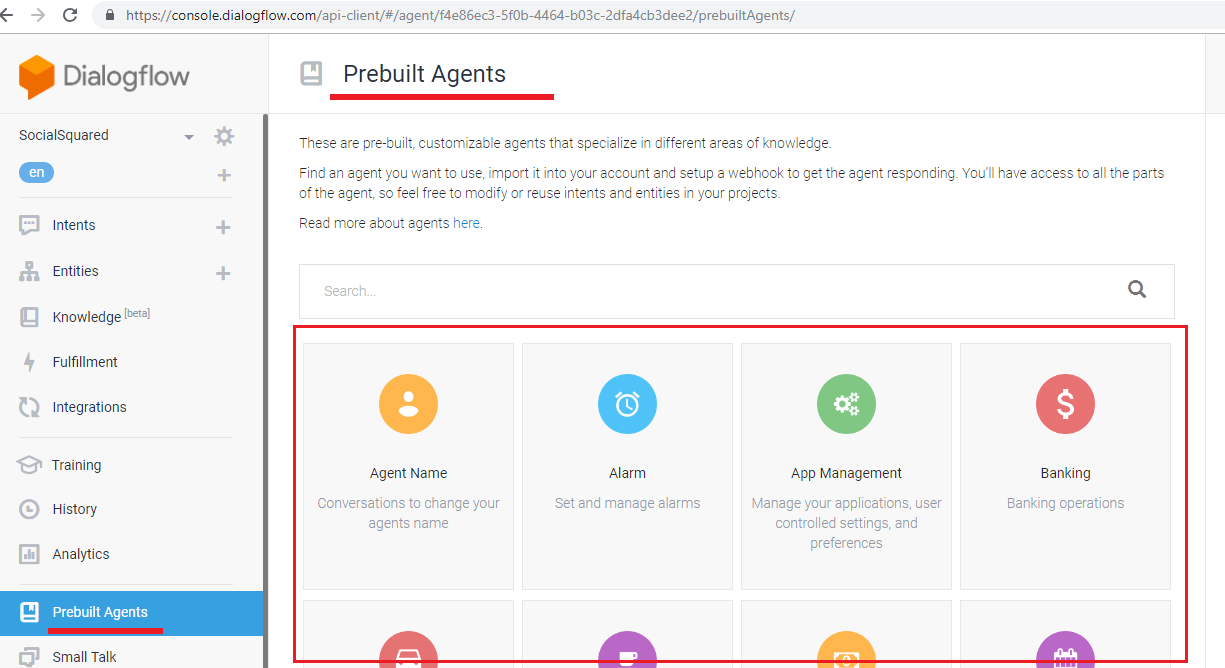 https://console.dialogflow.com/api-client/#/agent/f4e86ec3-5f0b-4464-b03c-2dfa4cb3dee2/prebuiltAgents/
Dialogflow
SocialSquared
en
Intents
Entities
Knowledge [beta]
Fulfillment
Integrations
Training
History
Analytics
Prebuilt Agents
Small Talk
Prebuilt Agents
These are pre-built, customizable agents that specialize in different areas of knowledge.
Find an agent you want to use, import it into your account and setup a webhook to get the agent responding. You'll have access to all the parts
of the agent, so feel free to modify or reuse intents and entities in your projects.
Read more about agents here.
Search...
Agent Name
Conversations to change your
agents name
Alarm
Set and manage alarms
App Management
Manage your applications, user
controlled settings, and
preferences
$
Banking
Banking operations